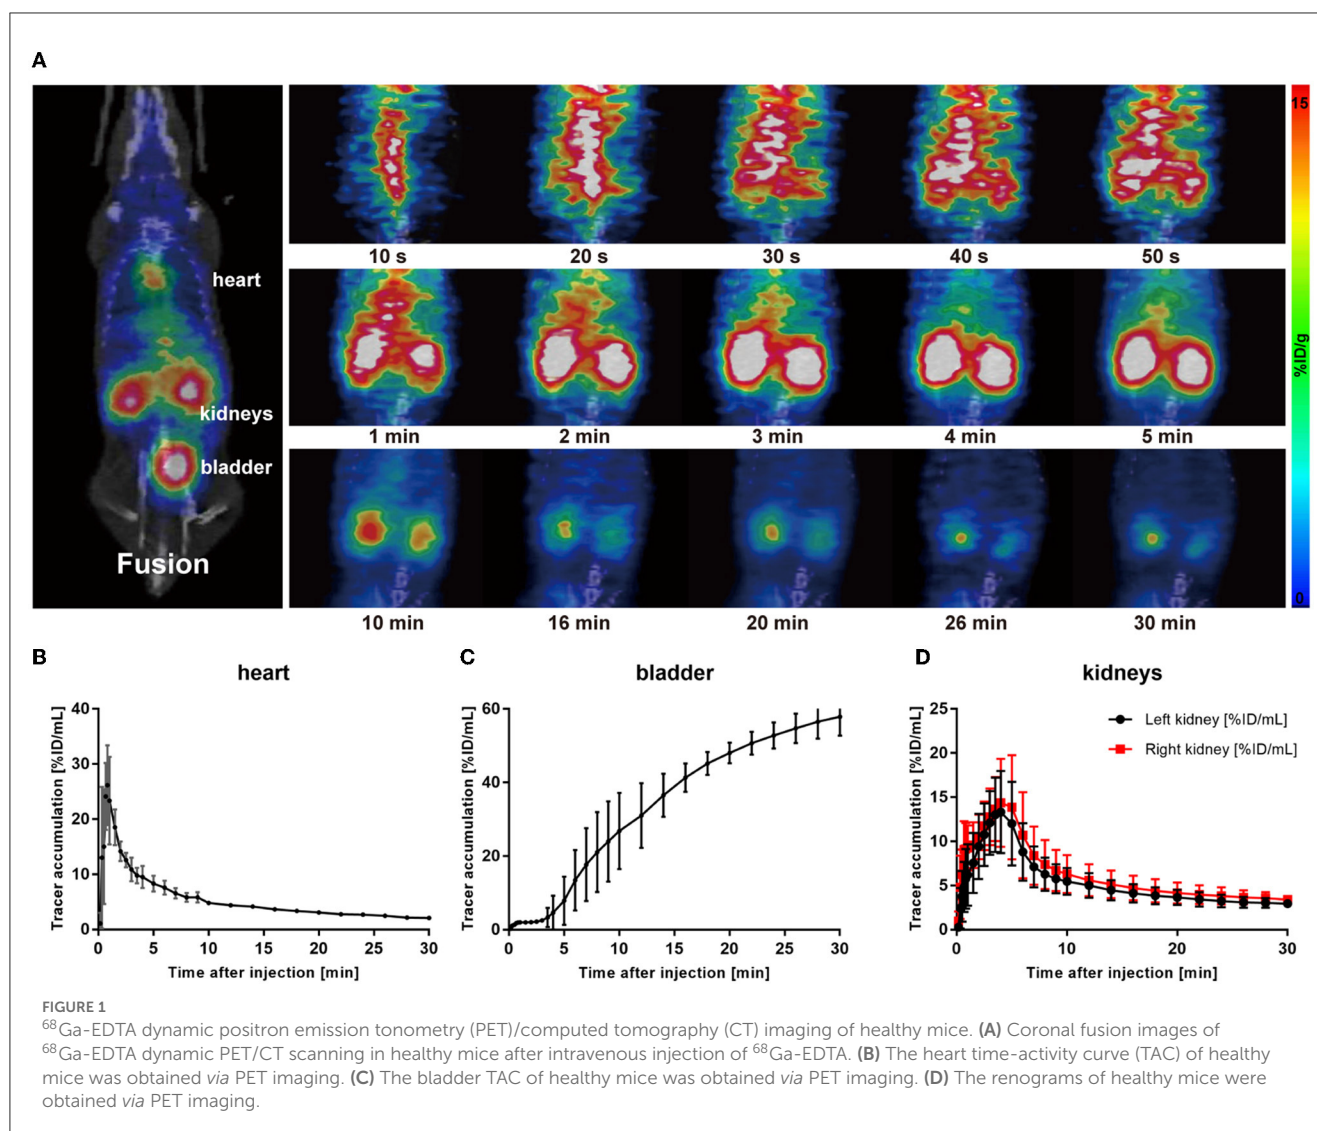 A
15
%ID/g
0
heart
kidneys
bladder
Fusion
10 s 20 s 30 s 40 s 50 s
1 min 2 min 3 min 4 min 5 min
10 min 16 min 20 min 26 min 30 min
B
heart
Tracer accumulation [%ID/mL]
40
30
20
10
0
0 5 10 15 20 25 30
Time after injection [min]
C
bladder
Tracer accumulation [%ID/mL]
60
40
20
0
0 5 10 15 20 25 30
Time after injection [min]
D
kidneys
Tracer accumulation [%ID/mL]
25
20
15
10
5
0
0 10 20 30
Time after injection [min]
Left kidney [%ID/mL]
Right kidney [%ID/mL]
FIGURE 1
⁶⁸Ga-EDTA dynamic positron emission tonometry (PET)/computed tomography (CT) imaging of healthy mice. (A) Coronal fusion images of
⁶⁸Ga-EDTA dynamic PET/CT scanning in healthy mice after intravenous injection of ⁶⁸Ga-EDTA. (B) The heart time-activity curve (TAC) of healthy
mice was obtained via PET imaging. (C) The bladder TAC of healthy mice was obtained via PET imaging. (D) The renograms of healthy mice were
obtained via PET imaging.